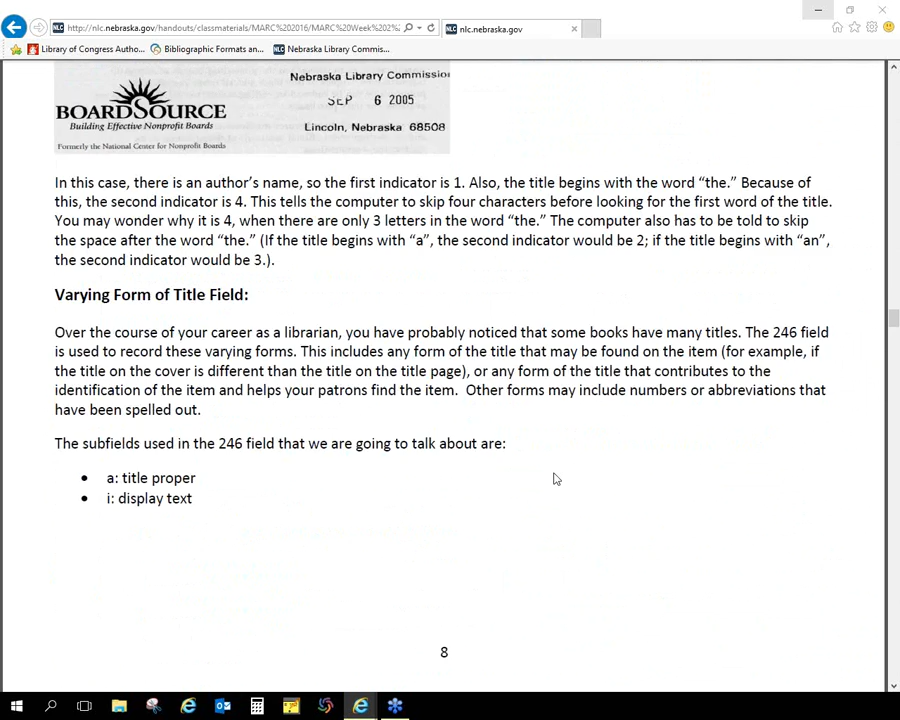 http://nlc.nebraska.gov/handouts/classmaterials/MARC%202016/MARC%20Week%202%
nlc.nebraska.gov
Library of Congress Autho...
Bibliographic Formats an...
NLC
Nebraska Library Commis...
Nebraska Library Commission
SEP 6 2005
Lincoln, Nebraska 68508
BOARDSOURCE
Building Effective Nonprofit Boards
Formerly the National Center for Nonprofit Boards
In this case, there is an author’s name, so the first indicator is 1. Also, the title begins with the word “the.” Because of
this, the second indicator is 4. This tells the computer to skip four characters before looking for the first word of the title.
You may wonder why it is 4, when there are only 3 letters in the word “the.” The computer also has to be told to skip
the space after the word “the.” (If the title begins with “a”, the second indicator would be 2; if the title begins with “an”,
the second indicator would be 3.).
Varying Form of Title Field:
Over the course of your career as a librarian, you have probably noticed that some books have many titles. The 246 field
is used to record these varying forms. This includes any form of the title that may be found on the item (for example, if
the title on the cover is different than the title on the title page), or any form of the title that contributes to the
identification of the item and helps your patrons find the item. Other forms may include numbers or abbreviations that
have been spelled out.
The subfields used in the 246 field that we are going to talk about are:
• a: title proper
• i: display text
8